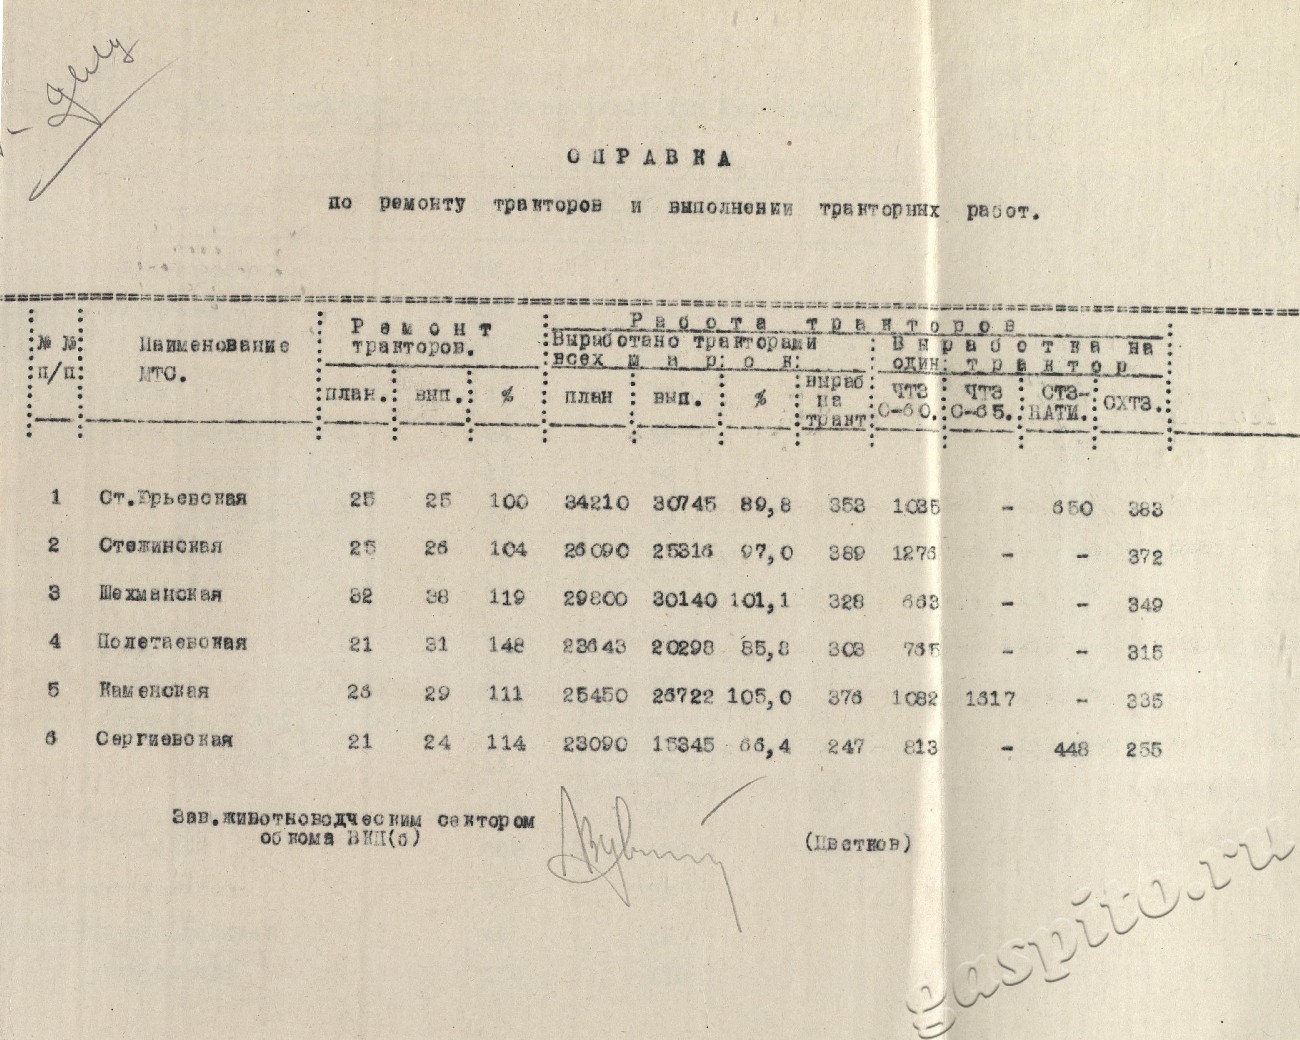 Делу
СПРАВКА
по ремонту тракторов и выполнении тракторных работ.
№ № п/п Наименование МТС. Ремонт тракторов. Работа тракторов
Выработано тракторами всех марок: Выработка на один трактор
план. вып. % план вып. % выраб на тракт ЧТЗ С-60. ЧТЗ С-65. СТЗ-НАТИ. СХТЗ.
1 Ст.Юрьевская 25 25 100 34210 30745 89,8 353 1035 - 650 383
2 Стежинская 25 26 104 26090 25316 97,0 389 1276 - - 372
3 Шехманская 32 38 119 29800 30140 101,1 328 663 - - 349
4 Полетаевская 21 31 148 23643 20298 85,8 303 765 - - 315
5 Каменская 26 29 111 25450 26722 105,0 376 1082 1617 - 335
6 Сергиевская 21 24 114 23090 15345 66,4 247 813 - 448 255
Зав.животноводческим сектором
обкома ВКП(б)
(Цветков)
gaspito.ru